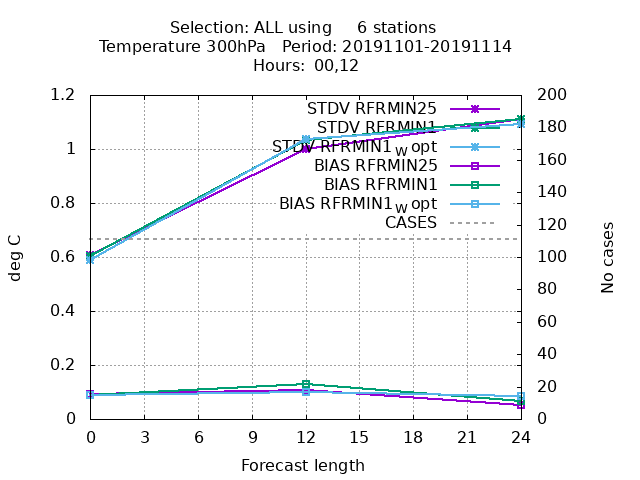 Selection: ALL using 6 stations
Temperature 300hPa Period: 20191101-20191114
Hours: 00,12
STDV RFRMIN25
STDV RFRMIN1
STDV RFRMIN1W opt
BIAS RFRMIN25
BIAS RFRMIN1
BIAS RFRMIN1W opt
CASES
deg C
1.2
1
0.8
0.6
0.4
0.2
0
No cases
200
180
160
140
120
100
80
60
40
20
0
0 3 6 9 12 15 18 21 24
Forecast length